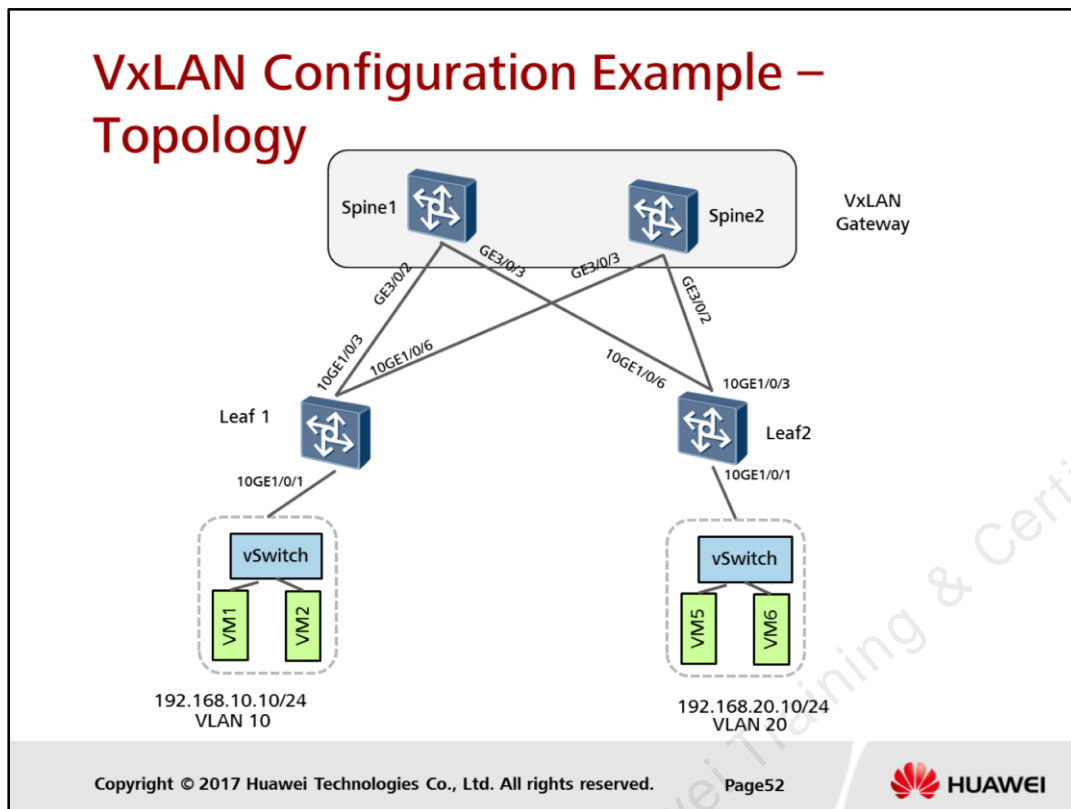 VxLAN Configuration Example –
Topology
Spine1
Spine2
VxLAN
Gateway
GE3/0/2
GE3/0/3
GE3/0/3
GE3/0/2
10GE1/0/3
10GE1/0/6
10GE1/0/6
10GE1/0/3
Leaf 1
Leaf2
10GE1/0/1
10GE1/0/1
vSwitch
vSwitch
VM1
VM2
VM5
VM6
192.168.10.10/24
VLAN 10
192.168.20.10/24
VLAN 20
Training &
Copyright © 2017 Huawei Technologies Co., Ltd. All rights reserved.
Page52
HUAWEI